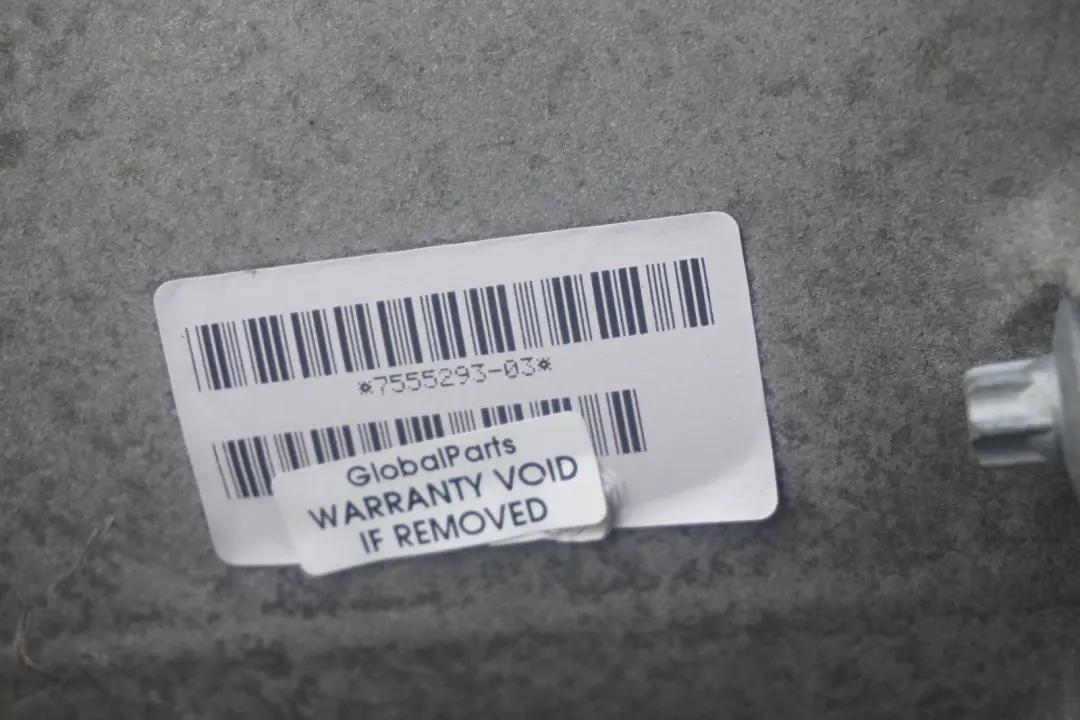 *7555293-03*
GlobalParts
WARRANTY VOID
IF REMOVED